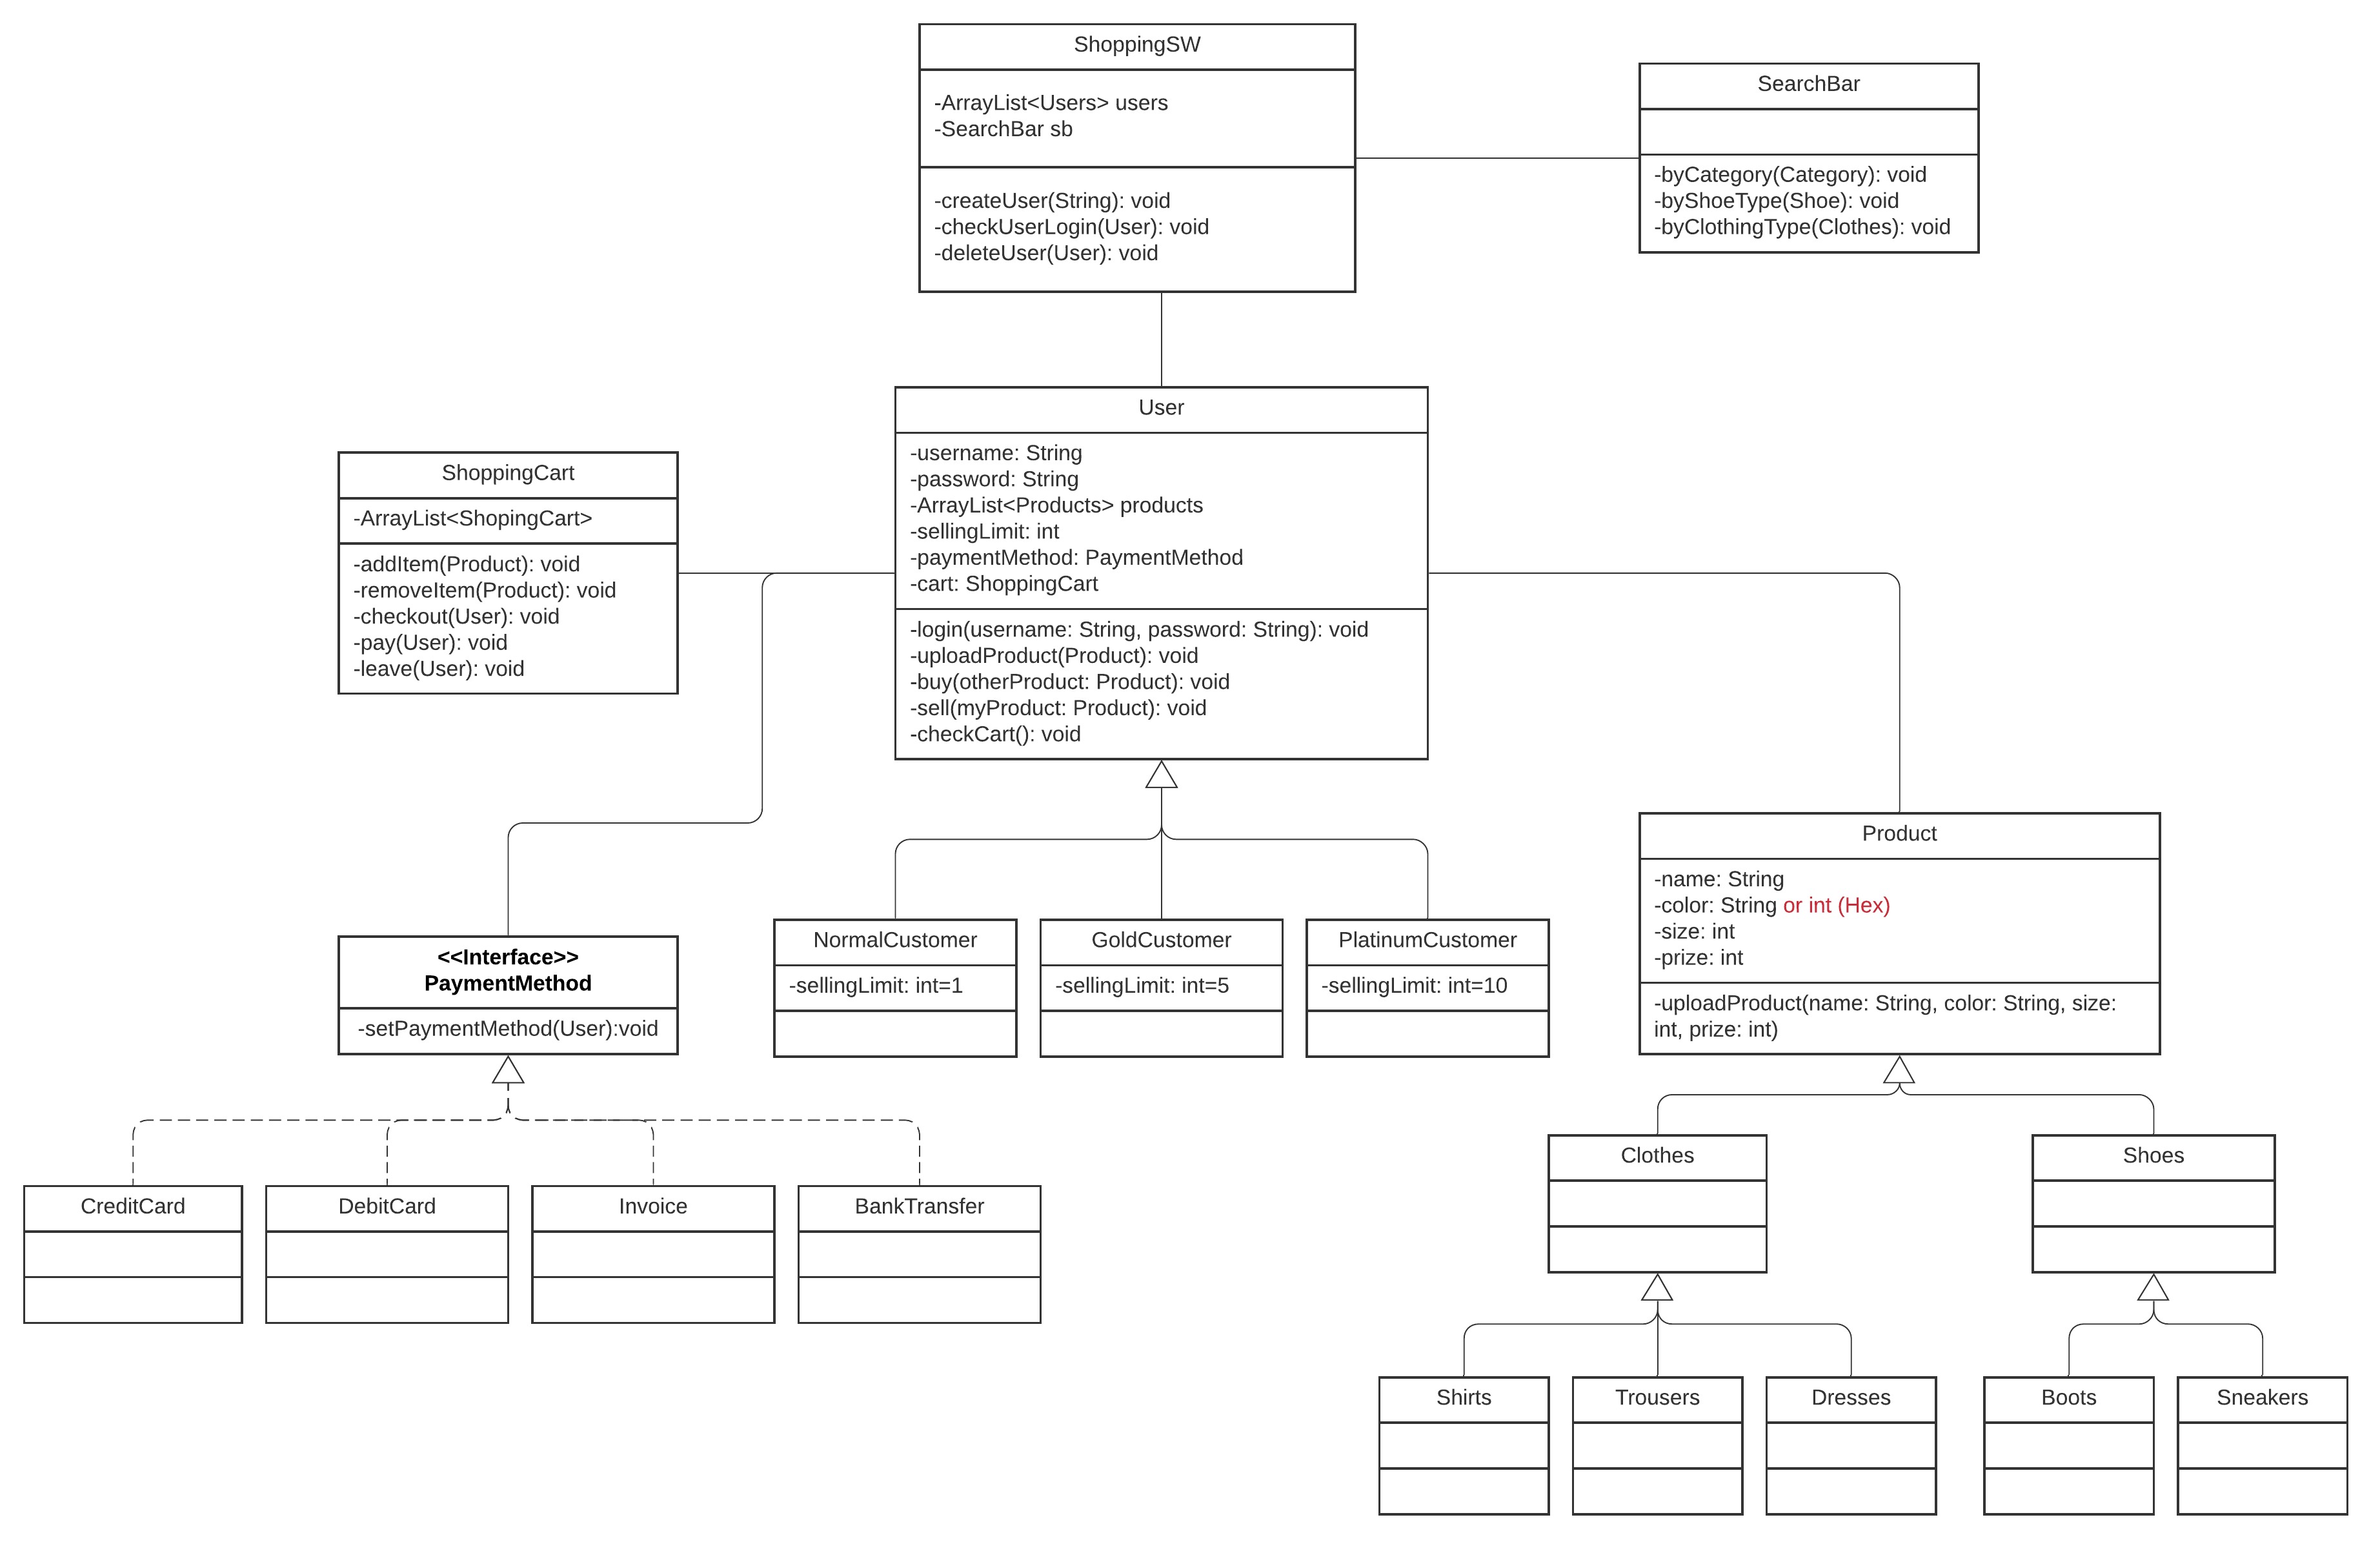 ShoppingSW
-ArrayList<Users> users
-SearchBar sb
-createUser(String): void
-checkUserLogin(User): void
-deleteUser(User): void
SearchBar
-byCategory(Category): void
-byShoeType(Shoe): void
-byClothingType(Clothes): void
User
-username: String
-password: String
-ArrayList<Products> products
-sellingLimit: int
-paymentMethod: PaymentMethod
-cart: ShoppingCart
-login(username: String, password: String): void
-uploadProduct(Product): void
-buy(otherProduct: Product): void
-sell(myProduct: Product): void
-checkCart(): void
ShoppingCart
-ArrayList<ShopingCart>
-addItem(Product): void
-removeItem(Product): void
-checkout(User): void
-pay(User): void
-leave(User): void
Product
-name: String
-color: String or int (Hex)
-size: int
-prize: int
-uploadProduct(name: String, color: String, size:
int, prize: int)
<<Interface>>
PaymentMethod
-setPaymentMethod(User):void
NormalCustomer
-sellingLimit: int=1
GoldCustomer
-sellingLimit: int=5
PlatinumCustomer
-sellingLimit: int=10
CreditCard
DebitCard
Invoice
BankTransfer
Clothes
Shoes
Shirts
Trousers
Dresses
Boots
Sneakers